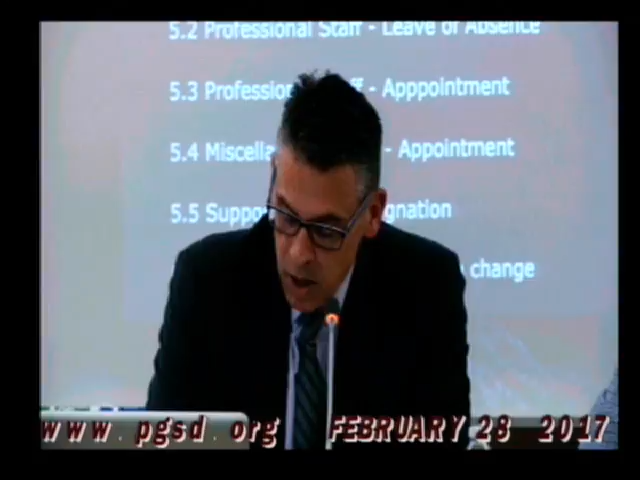 5.2 Professional Staff - Leave of Absence
5.3 Professio ff - Apppointment
5.4 Miscella - Appointment
5.5 Suppo gnation
change
www.pgsd.org FEBRUARY 28 2017